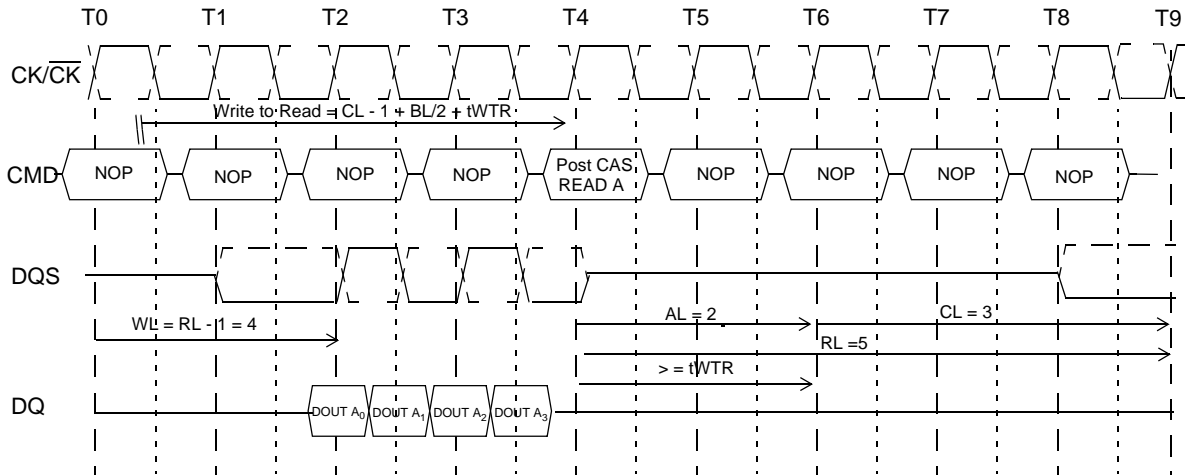 T0 T1 T2 T3 T4 T5 T6 T7 T8 T9
CK/CK
Write to Read = CL - 1 + BL/2 + tWTR
CMD NOP NOP NOP NOP Post CAS READ A NOP NOP NOP NOP
DQS
WL = RL - 1 = 4
AL = 2
CL = 3
RL =5
> = tWTR
DQ DOUT A0 DOUT A1 DOUT A2 DOUT A3